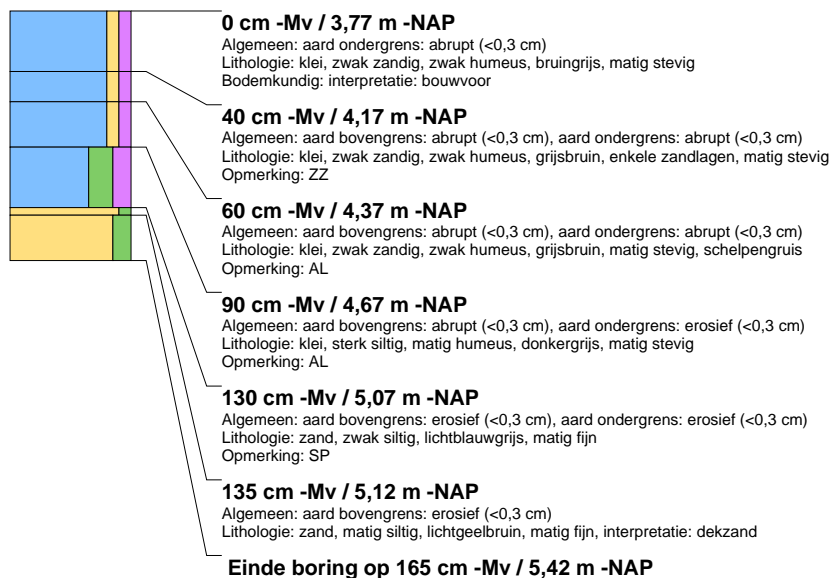 0 cm -Mv / 3,77 m -NAP
Algemeen: aard ondergrens: abrupt (<0,3 cm)
Lithologie: klei, zwak zandig, zwak humeus, bruingrijs, matig stevig
Bodemkundig: interpretatie: bouwvoor
40 cm -Mv / 4,17 m -NAP
Algemeen: aard bovengrens: abrupt (<0,3 cm), aard ondergrens: abrupt (<0,3 cm)
Lithologie: klei, zwak zandig, zwak humeus, grijsbruin, enkele zandlagen, matig stevig
Opmerking: ZZ
60 cm -Mv / 4,37 m -NAP
Algemeen: aard bovengrens: abrupt (<0,3 cm), aard ondergrens: abrupt (<0,3 cm)
Lithologie: klei, zwak zandig, zwak humeus, grijsbruin, matig stevig, schelpengruis
Opmerking: AL
90 cm -Mv / 4,67 m -NAP
Algemeen: aard bovengrens: abrupt (<0,3 cm), aard ondergrens: erosief (<0,3 cm)
Lithologie: klei, sterk siltig, matig humeus, donkergrijs, matig stevig
Opmerking: AL
130 cm -Mv / 5,07 m -NAP
Algemeen: aard bovengrens: erosief (<0,3 cm), aard ondergrens: erosief (<0,3 cm)
Lithologie: zand, zwak siltig, lichtblauwgrijs, matig fijn
Opmerking: SP
135 cm -Mv / 5,12 m -NAP
Algemeen: aard bovengrens: erosief (<0,3 cm)
Lithologie: zand, matig siltig, lichtgeelbruin, matig fijn, interpretatie: dekzand
Einde boring op 165 cm -Mv / 5,42 m -NAP